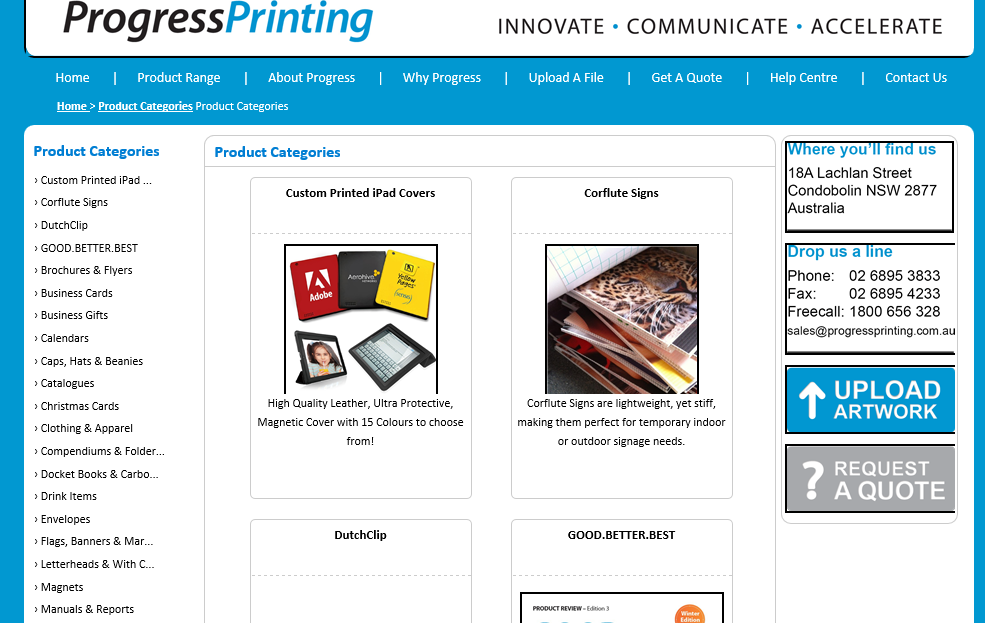 ProgressPrinting
INNOVATE • COMMUNICATE • ACCELERATE
Home | Product Range | About Progress | Why Progress | Upload A File | Get A Quote | Help Centre | Contact Us
Home > Product Categories Product Categories
Product Categories
› Custom Printed iPad ...
› Corflute Signs
› DutchClip
› GOOD.BETTER.BEST
› Brochures & Flyers
› Business Cards
› Business Gifts
› Calendars
› Caps, Hats & Beanies
› Catalogues
› Christmas Cards
› Clothing & Apparel
› Compendiums & Folder...
› Docket Books & Carbo...
› Drink Items
› Envelopes
› Flags, Banners & Mar...
› Letterheads & With C...
› Magnets
› Manuals & Reports
Product Categories
Custom Printed iPad Covers
Adobe
Aerohive
Yellow
Pages
sensis
High Quality Leather, Ultra Protective,
Magnetic Cover with 15 Colours to choose
from!
Corflute Signs
Corflute Signs are lightweight, yet stiff,
making them perfect for temporary indoor
or outdoor signage needs.
DutchClip
GOOD.BETTER.BEST
PRODUCT REVIEW – Edition 3
Winter
Edition
Where you'll find us
18A Lachlan Street
Condobolin NSW 2877
Australia
Drop us a line
Phone: 02 6895 3833
Fax: 02 6895 4233
Freecall: 1800 656 328
sales@progressprinting.com.au
UPLOAD
ARTWORK
? REQUEST
A QUOTE